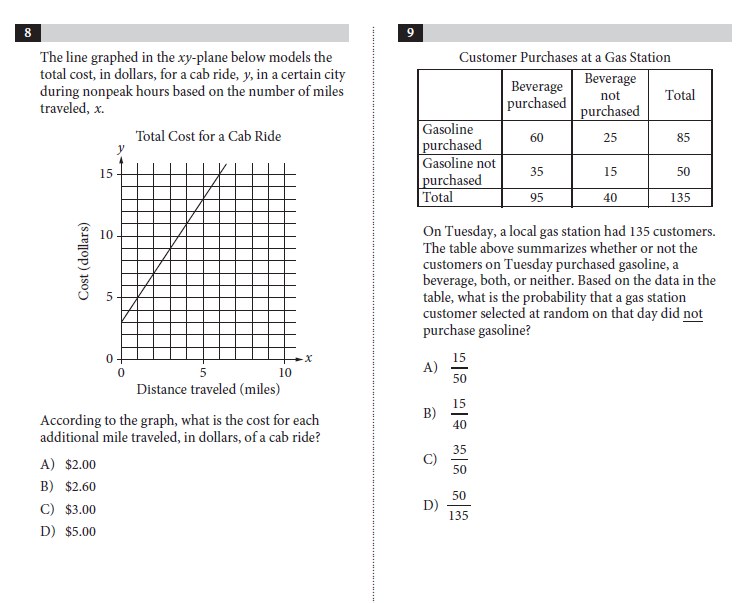 8
The line graphed in the xy-plane below models the
total cost, in dollars, for a cab ride, y, in a certain city
during nonpeak hours based on the number of miles
traveled, x.
Total Cost for a Cab Ride
y
15
10
5
0
Cost (dollars)
0 5 10
x
Distance traveled (miles)
According to the graph, what is the cost for each
additional mile traveled, in dollars, of a cab ride?
A) $2.00
B) $2.60
C) $3.00
D) $5.00
9
Customer Purchases at a Gas Station
Beverage
purchased
Beverage
not
purchased
Total
Gasoline
purchased
60 25 85
Gasoline not
purchased
35 15 50
Total 95 40 135
On Tuesday, a local gas station had 135 customers.
The table above summarizes whether or not the
customers on Tuesday purchased gasoline, a
beverage, both, or neither. Based on the data in the
table, what is the probability that a gas station
customer selected at random on that day did not
purchase gasoline?
A) 15
50
B) 15
40
C) 35
50
D) 50
135